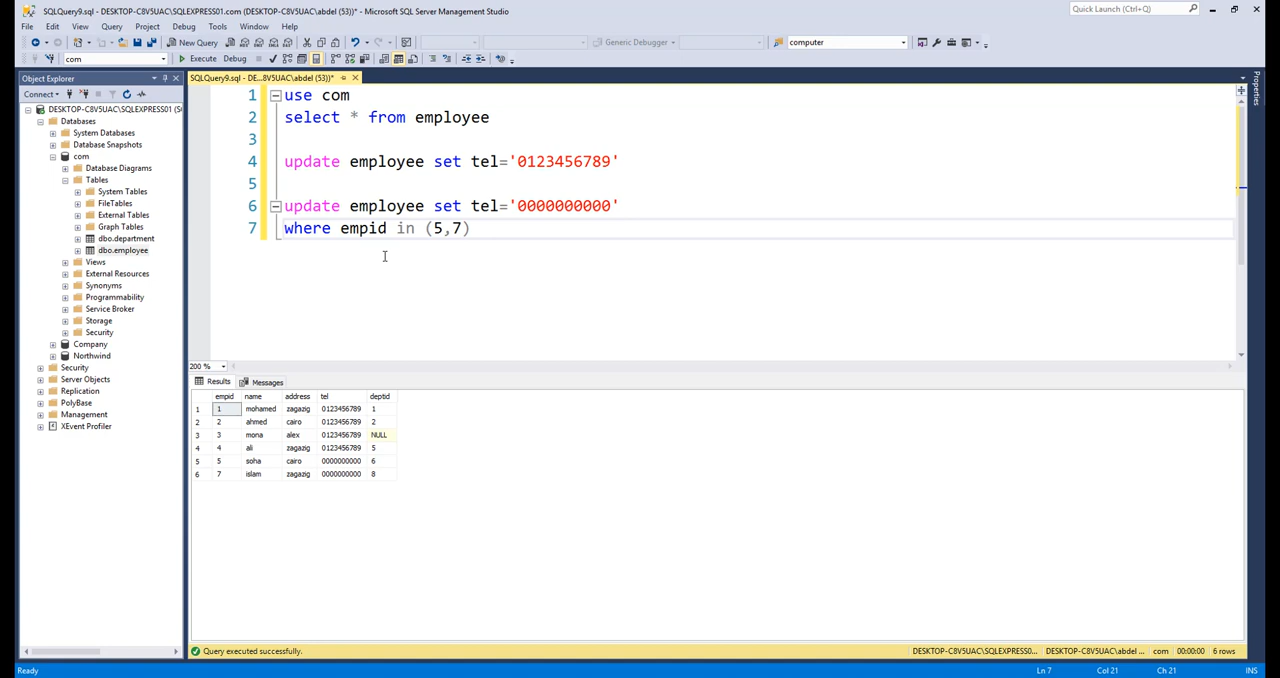 SQLQuery9.sql - DESKTOP-C8V5UAC\SQLEXPRESS01.com (DESKTOP-C8V5UAC\abdel (53))* - Microsoft SQL Server Management Studio
Quick Launch (Ctrl+Q)
File Edit View Query Project Debug Tools Window Help
New Query Generic Debugger computer
com Execute Debug
Object Explorer
SQLQuery9.sql - DE...8V5UAC\abdel (53))*
Properties
Connect
DESKTOP-C8V5UAC\SQLEXPRESS01 (S
Databases
System Databases
Database Snapshots
com
Database Diagrams
Tables
System Tables
FileTables
External Tables
Graph Tables
dbo.department
dbo.employee
Views
External Resources
Synonyms
Programmability
Service Broker
Storage
Security
Company
Northwind
Security
Server Objects
Replication
PolyBase
Management
XEvent Profiler
1 use com
2 select * from employee
3
4 update employee set tel='0123456789'
5
6 update employee set tel='0000000000'
7 where empid in (5,7)
200 %
Results Messages
empid name address tel deptid
1 1 mohamed zagazig 0123456789 1
2 2 ahmed cairo 0123456789 2
3 3 mona alex 0123456789 NULL
4 4 ali zagazig 0123456789 5
5 5 soha cairo 0000000000 6
6 7 islam zagazig 0000000000 8
Query executed successfully. DESKTOP-C8V5UAC\SQLEXPRESS0... DESKTOP-C8V5UAC\abdel ... com 00:00:00 6 rows
Ready Ln 7 Col 21 Ch 21 INS